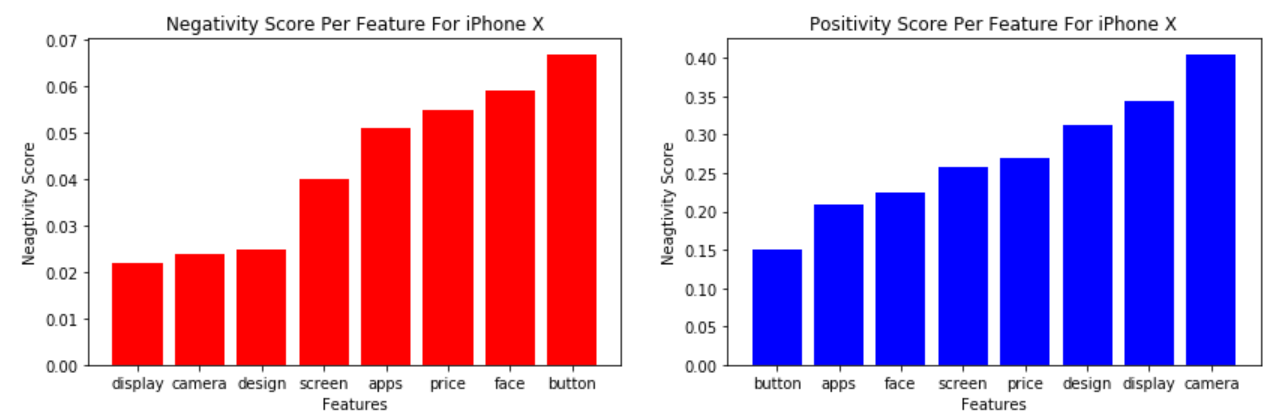 Negativity Score Per Feature For iPhone X
0.07
0.06
0.05
0.04
0.03
0.02
0.01
0.00
Neagtivity Score
display camera design screen apps price face button
Features
Positivity Score Per Feature For iPhone X
0.40
0.35
0.30
0.25
0.20
0.15
0.10
0.05
0.00
Neagtivity Score
button apps face screen price design display camera
Features